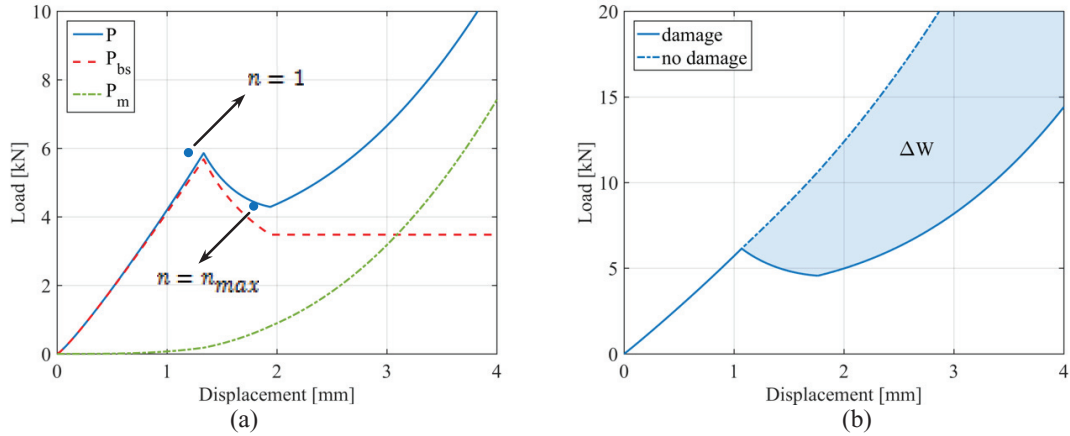 10
8
6
4
2
0
Load [kN]
P
P_bs
P_m
n = 1
n = n_max
0 1 2 3 4
Displacement [mm]
(a)
20
15
10
5
0
Load [kN]
damage
no damage
ΔW
0 1 2 3 4
Displacement [mm]
(b)